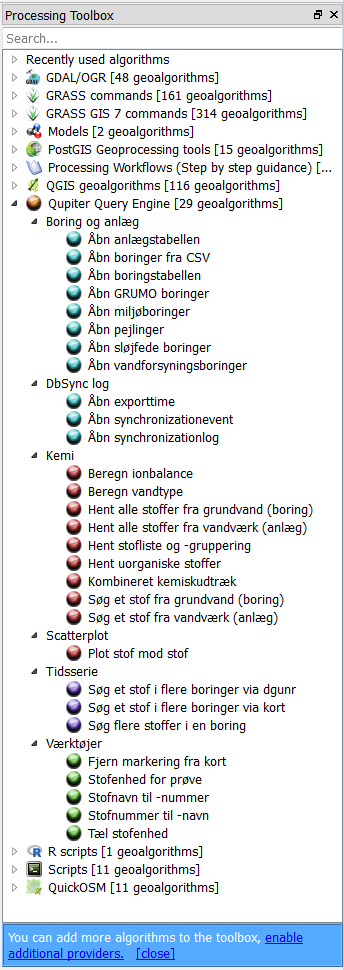 Processing Toolbox
Search...
Recently used algorithms
GDAL/OGR [48 geoalgorithms]
GRASS commands [161 geoalgorithms]
GRASS GIS 7 commands [314 geoalgorithms]
Models [2 geoalgorithms]
PostGIS Geoprocessing tools [15 geoalgorithms]
Processing Workflows (Step by step guidance) [...
QGIS geoalgorithms [116 geoalgorithms]
Qupiter Query Engine [29 geoalgorithms]
Boring og anlæg
Åbn anlægstabellen
Åbn boringer fra CSV
Åbn boringstabellen
Åbn GRUMO boringer
Åbn miljøboringer
Åbn pejlinger
Åbn sløjfede boringer
Åbn vandforsyningsboringer
DbSync log
Åbn exporttime
Åbn synchronizationevent
Åbn synchronizationlog
Kemi
Beregn ionbalance
Beregn vandtype
Hent alle stoffer fra grundvand (boring)
Hent alle stoffer fra vandværk (anlæg)
Hent stofliste og -gruppering
Hent uorganiske stoffer
Kombineret kemiskudtræk
Søg et stof fra grundvand (boring)
Søg et stof fra vandværk (anlæg)
Scatterplot
Plot stof mod stof
Tidsserie
Søg et stof i flere boringer via dgunr
Søg et stof i flere boringer via kort
Søg flere stoffer i en boring
Værktøjer
Fjern markering fra kort
Stofenhed for prøve
Stofnavn til -nummer
Stofnummer til -navn
Tæl stofenhed
R scripts [1 geoalgorithms]
Scripts [11 geoalgorithms]
QuickOSM [11 geoalgorithms]
You can add more algorithms to the toolbox, enable
additional providers. [close]